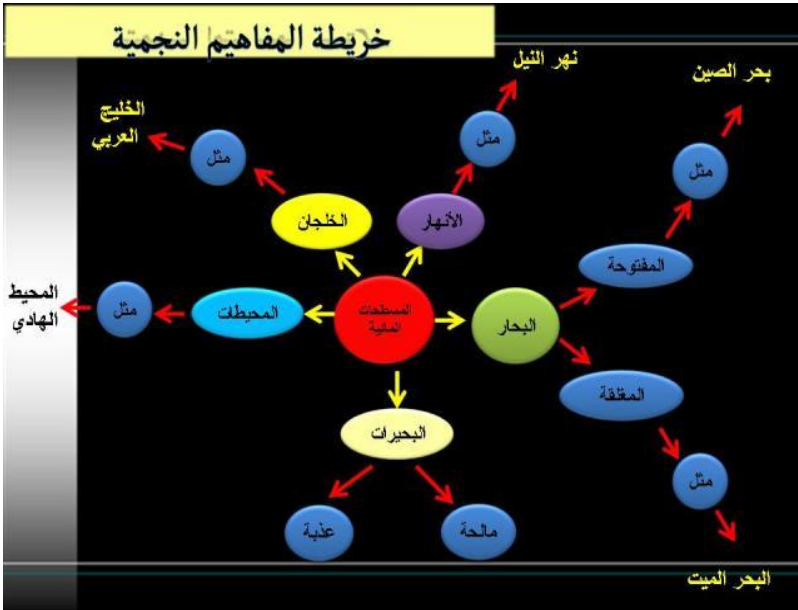 خريطة المفاهيم النجمية
نهر النيل
بحر الصين
الخليج
العربي
مثل
مثل
مثل
الخلجان
الأنهار
المفتوحة
المحيط
الهادي
مثل
المحيطات
المسطحات
المائية
البحار
المغلقة
البحيرات
مثل
عذبة
مالحة
البحر الميت